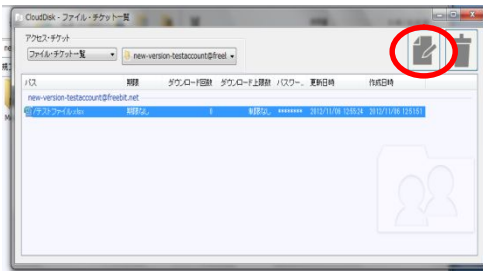 CloudDisk - ファイル・チケット一覧
アクセス・チケット
ファイル・チケット一覧 new-version-testaccount@freel
パス 期限 ダウンロード回数 ダウンロード上限数 パスワー... 更新日時 作成日時
new-version-testaccount@freebit.net
/テストファイル.xlsx 期限なし 0 制限なし ******** 2012/11/06 12:55:24 2012/11/06 12:51:51